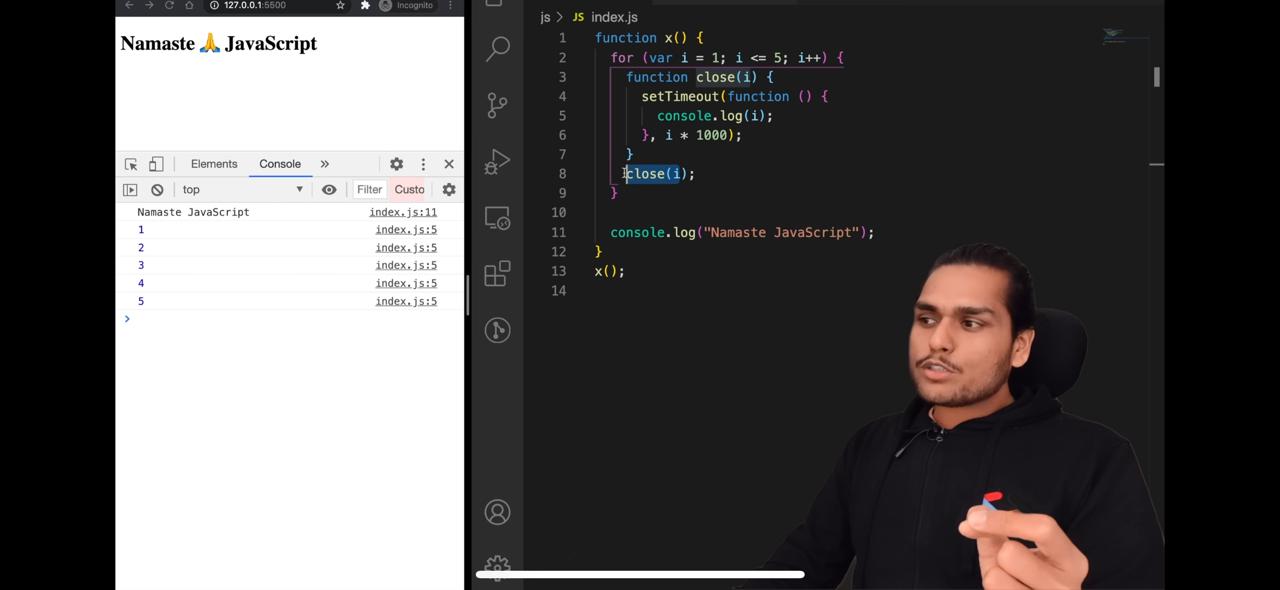 127.0.0.1:5500
Incognito
Namaste 🙏 JavaScript
Elements Console »
top Filter Custo
Namaste JavaScript index.js:11
1 index.js:5
2 index.js:5
3 index.js:5
4 index.js:5
5 index.js:5
>
js > JS index.js
1 function x() {
2 for (var i = 1; i <= 5; i++) {
3 function close(i) {
4 setTimeout(function () {
5 console.log(i);
6 }, i * 1000);
7 }
8 close(i);
9 }
10
11 console.log("Namaste JavaScript");
12 }
13 x();
14